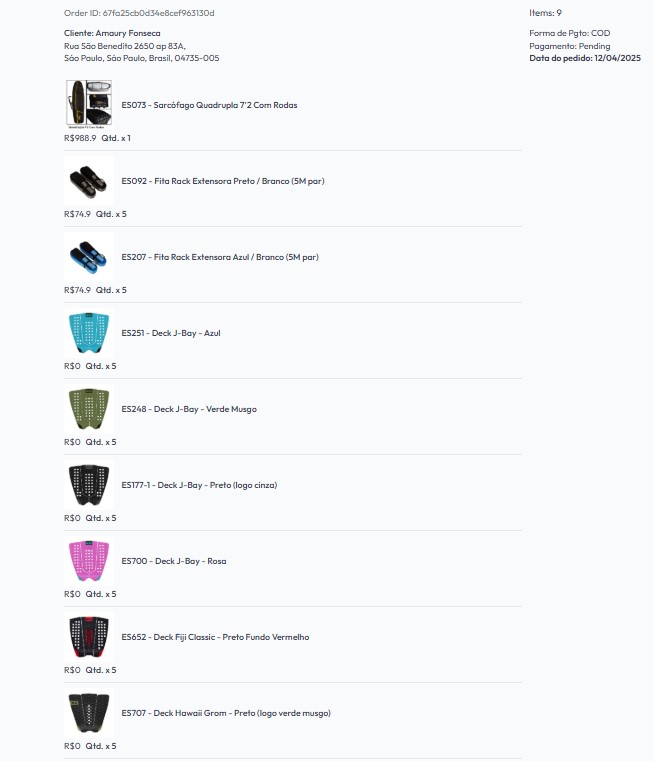 Order ID: 67fa25cb0d34e8cef963130d
Items: 9
Cliente: Amaury Fonseca
Rua São Benedito 2650 ap 83A,
São Paulo, São Paulo, Brasil, 04735-005
Forma de Pgto: COD
Pagamento: Pending
Data do pedido: 12/04/2025
ES073 - Sarcófago Quadrupla 7'2 Com Rodas
R$988.9 Qtd. x 1
ES092 - Fita Rack Extensora Preto / Branco (5M par)
R$74.9 Qtd. x 5
ES207 - Fita Rack Extensora Azul / Branco (5M par)
R$74.9 Qtd. x 5
ES251 - Deck J-Bay - Azul
R$0 Qtd. x 5
ES248 - Deck J-Bay - Verde Musgo
R$0 Qtd. x 5
ES177-1 - Deck J-Bay - Preto (logo cinza)
R$0 Qtd. x 5
ES700 - Deck J-Bay - Rosa
R$0 Qtd. x 5
ES652 - Deck Fiji Classic - Preto Fundo Vermelho
R$0 Qtd. x 5
ES707 - Deck Hawaii Grom - Preto (logo verde musgo)
R$0 Qtd. x 5